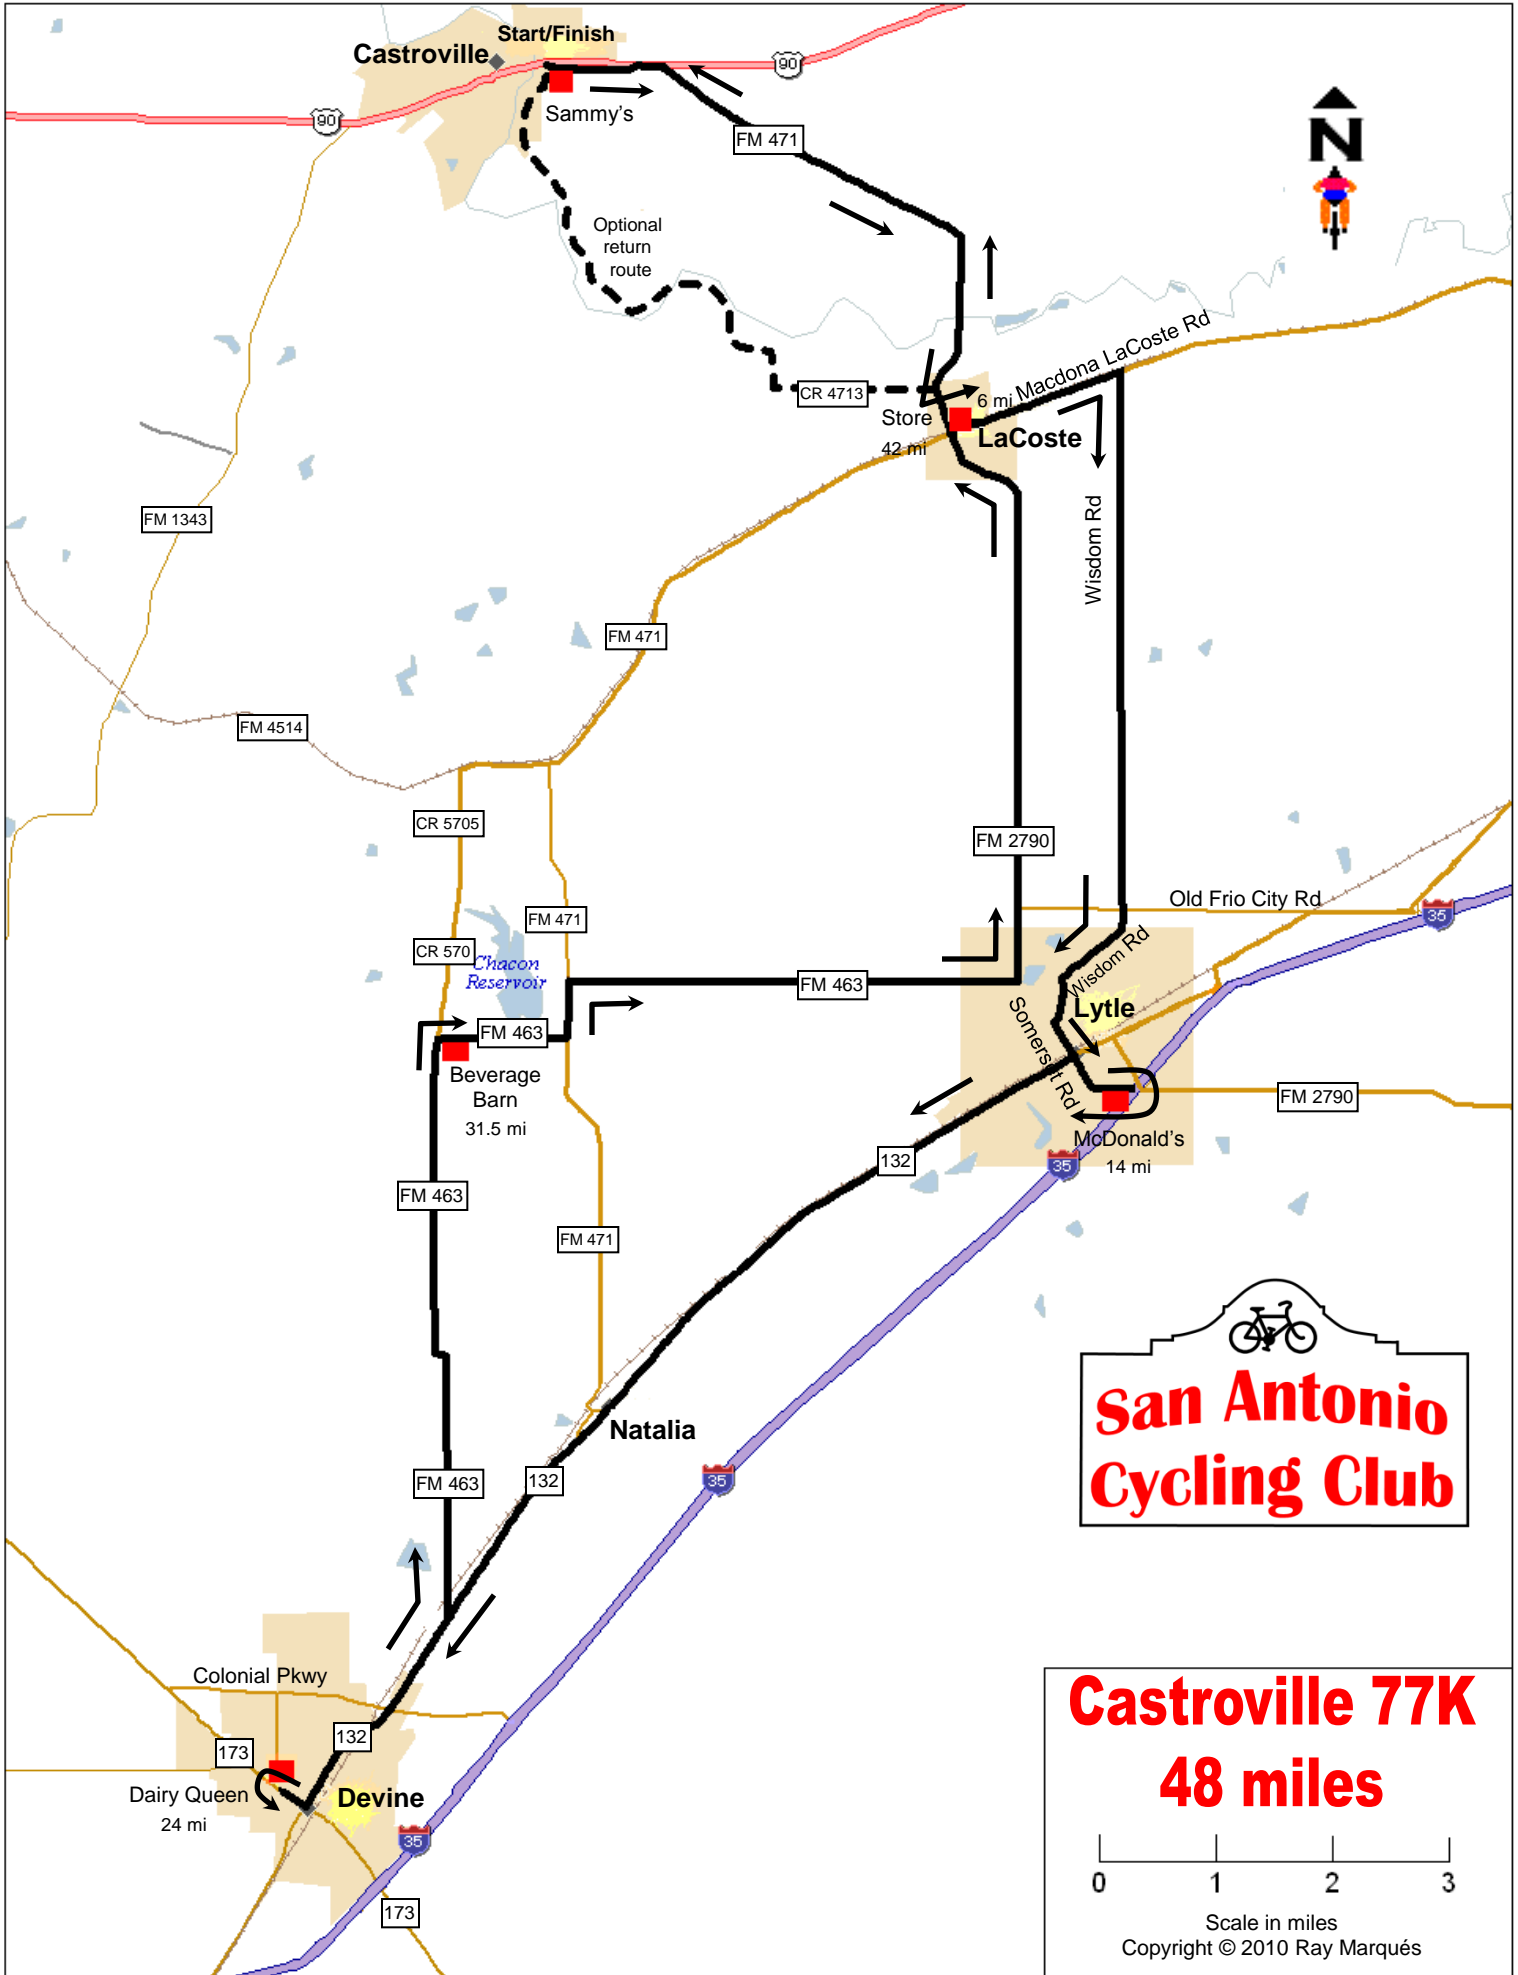 Start/Finish
Castroville
90
90
Sammy's
N
FM 471
Optional
return
route
Macdona LaCoste Rd
CR 4713
6 mi
Store
LaCoste
42 mi
Wisdom Rd
FM 1343
FM 471
FM 4514
CR 5705
FM 2790
Old Frio City Rd
35
FM 471
CR 570
Chacon
Reservoir
Wisdom Rd
FM 463
Lytle
Somerset Rd
FM 463
Beverage
Barn
31.5 mi
FM 2790
McDonald's
14 mi
35
132
FM 463
FM 471
San Antonio
Cycling Club
Natalia
132
35
FM 463
Colonial Pkwy
132
173
Dairy Queen
24 mi
Devine
35
173
Castroville 77K
48 miles
0 1 2 3
Scale in miles
Copyright © 2010 Ray Marqués